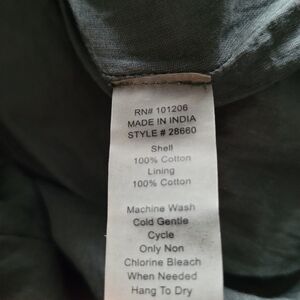 RN# 101206
MADE IN INDIA
STYLE # 28660
Shell
100% Cotton
Lining
100% Cotton
Machine Wash
Cold Gentle
Cycle
Only Non
Chlorine Bleach
When Needed
Hang To Dry